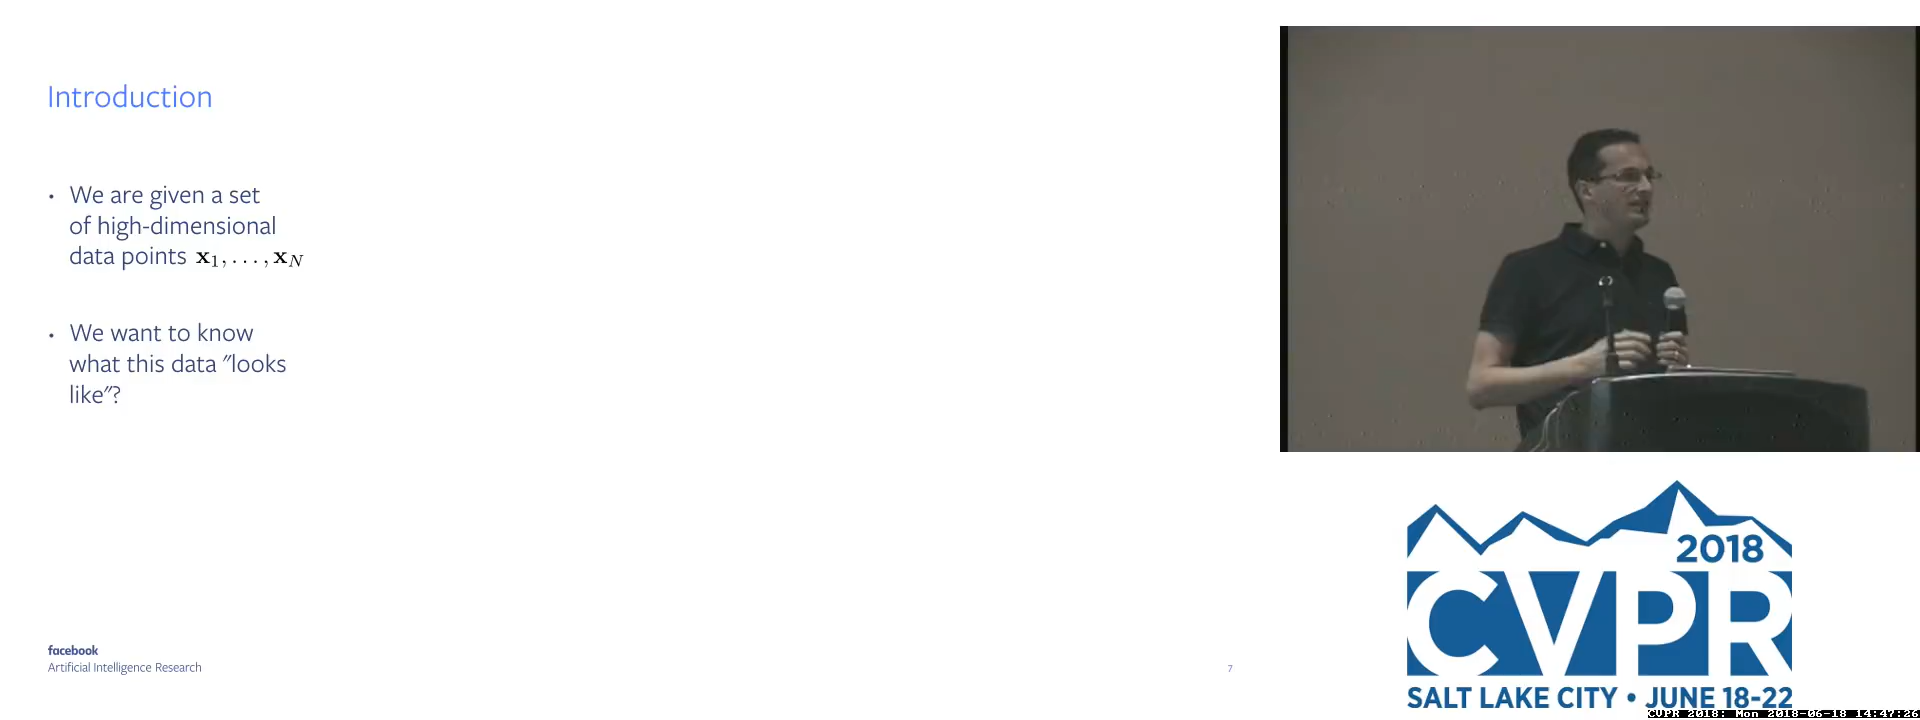 Introduction
• We are given a set
of high-dimensional
data points x₁, . . . , x_N
• We want to know
what this data "looks
like"?
facebook
Artificial Intelligence Research
7
2018
CVPR
SALT LAKE CITY • JUNE 18-22
CVPR 2018: Mon 2018-06-18 14:47:26